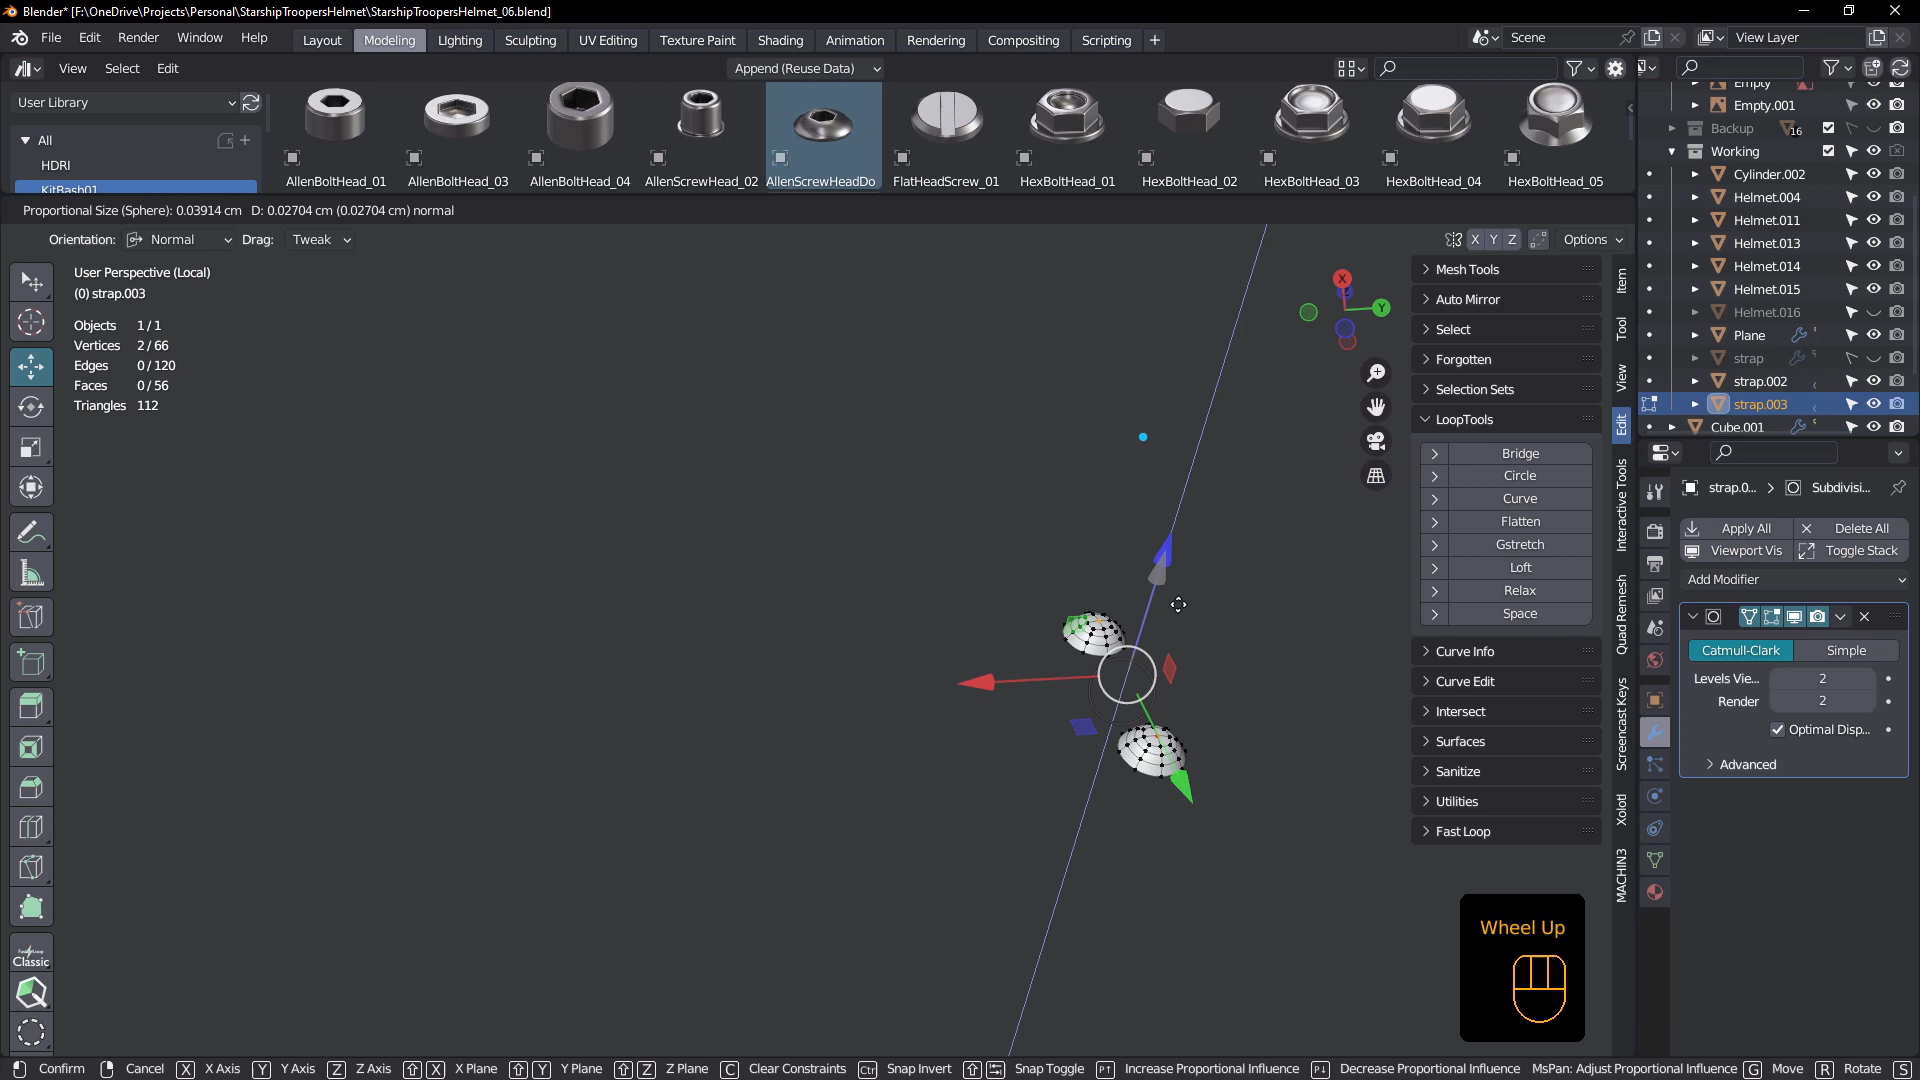 Blender* [F:\OneDrive\Projects\Personal\StarshipTroopersHelmet\StarshipTroopersHelmet_06.blend]
File Edit Render Window Help Layout Modeling Lighting Sculpting UV Editing Texture Paint Shading Animation Rendering Compositing Scripting + Scene View Layer
View Select Edit Append (Reuse Data)
User Library
All
HDRI
KitBash01
AllenBoltHead_01 AllenBoltHead_03 AllenBoltHead_04 AllenScrewHead_02 AllenScrewHeadDo FlatHeadScrew_01 HexBoltHead_01 HexBoltHead_02 HexBoltHead_03 HexBoltHead_04 HexBoltHead_05
Empty
Empty.001
Backup 16
Working
Cylinder.002
Helmet.004
Helmet.011
Helmet.013
Helmet.014
Helmet.015
Helmet.016
Plane
strap
strap.002
strap.003
Cube.001
Proportional Size (Sphere): 0.03914 cm D: 0.02704 cm (0.02704 cm) normal
Orientation: Normal Drag: Tweak X Y Z Options
User Perspective (Local)
(0) strap.003
Objects 1/1
Vertices 2/66
Edges 0/120
Faces 0/56
Triangles 112
X
Y
Mesh Tools
Auto Mirror
Select
Forgotten
Selection Sets
LoopTools
Bridge
Circle
Curve
Flatten
Gstretch
Loft
Relax
Space
Curve Info
Curve Edit
Intersect
Surfaces
Sanitize
Utilities
Fast Loop
Item
Tool
View
Edit
Interactive Tools
Quad Remesh
Screencast Keys
Xolotl
MACHIN3
strap.0... Subdivisi...
Apply All Delete All
Viewport Vis Toggle Stack
Add Modifier
Catmull-Clark Simple
Levels Vie... 2
Render 2
Optimal Disp...
Advanced
Classic
Wheel Up
Confirm Cancel X X Axis Y Y Axis Z Z Axis X X Plane Y Y Plane Z Z Plane C Clear Constraints Ctrl Snap Invert Snap Toggle Increase Proportional Influence Decrease Proportional Influence MsPan: Adjust Proportional Influence G Move R Rotate S